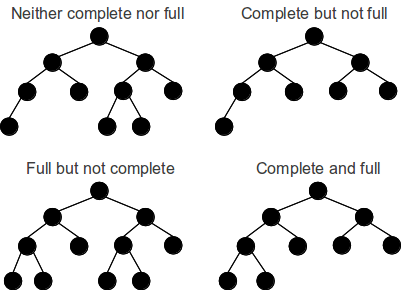 Neither complete nor full
Complete but not full
Full but not complete
Complete and full